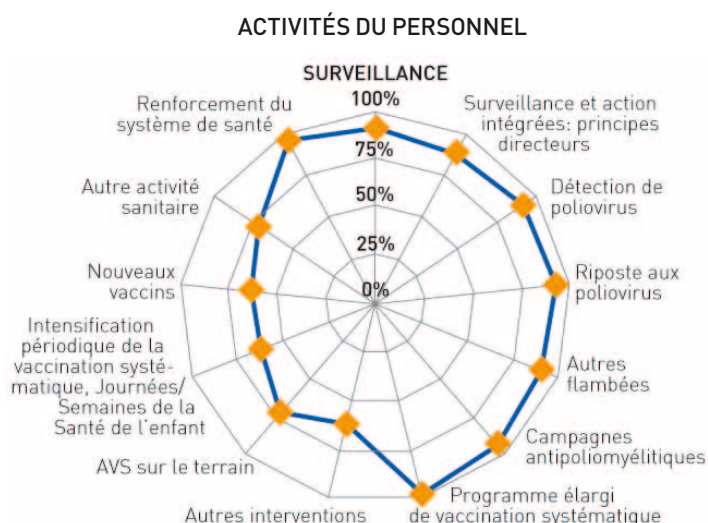 ACTIVITÉS DU PERSONNEL
SURVEILLANCE
100%
75%
50%
25%
0%
Surveillance et action
intégrées: principes
directeurs
Détection de
poliovirus
Riposte aux
poliovirus
Autres
flambées
Campagnes
antipoliomyélitiques
Programme élargi
de vaccination systématique
Autres interventions
AVS sur le terrain
Intensification
périodique de la
vaccination systé-
matique, Journées/
Semaines de la
Santé de l'enfant
Nouveaux
vaccins
Autre activité
sanitaire
Renforcement du
système de santé